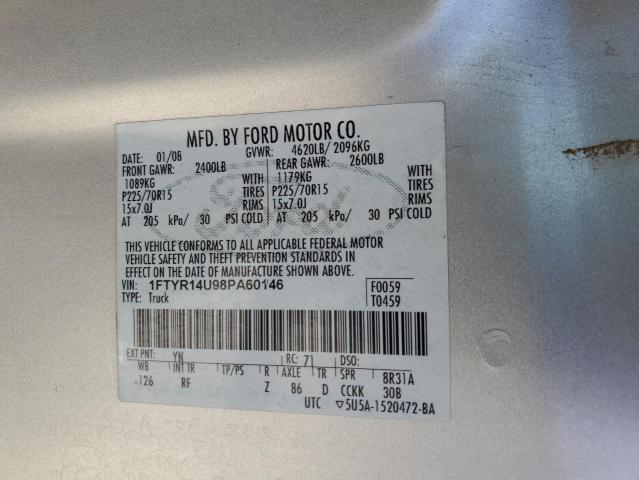 MFD. BY FORD MOTOR CO.
DATE: 01/08 GVWR: 4620LB/ 2096KG
FRONT GAWR: 2400LB REAR GAWR: 2600LB
1089KG WITH 1179KG WITH
P225/70R15 TIRES P225/70R15 TIRES
15x7.0J RIMS 15x7.0J RIMS
AT 205 kPa/ 30 PSI COLD AT 205 kPa/ 30 PSI COLD
Ford
THIS VEHICLE CONFORMS TO ALL APPLICABLE FEDERAL MOTOR
VEHICLE SAFETY AND THEFT PREVENTION STANDARDS IN
EFFECT ON THE DATE OF MANUFACTURE SHOWN ABOVE.
VIN: 1FTYR14U98PA60146 F0059
TYPE: Truck T0459
EXT PNT: YN RC: 71 DSO:
WB INT TR TP/PS R AXLE TR SPR 8R31A
126 RF Z 86 D CCKK 30B
UTC ▽5U5A-1520472-BA